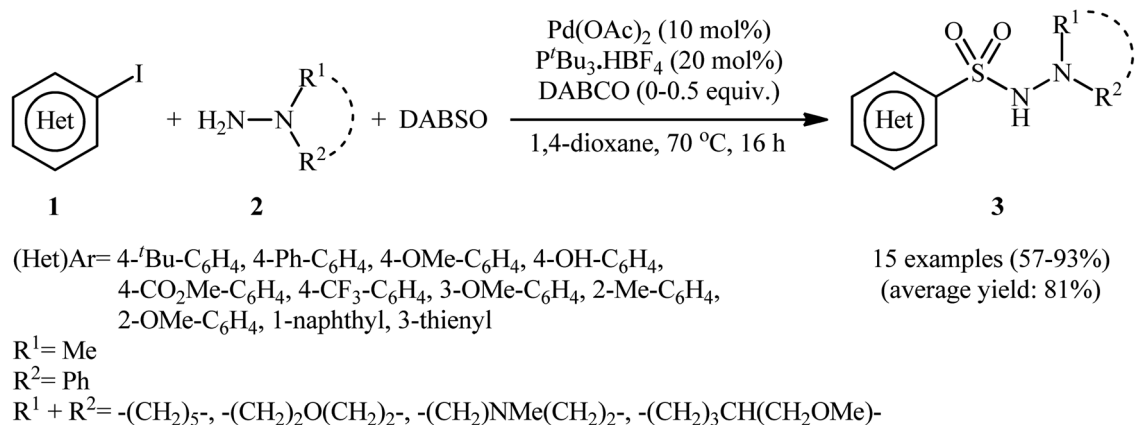 Pd(OAc)₂ (10 mol%)
PᵗBu₃.HBF₄ (20 mol%)
DABCO (0-0.5 equiv.)
Het I + H₂N N R¹ R² + DABSO
1,4-dioxane, 70 °C, 16 h
Het O O S N H N R¹ R²
1 2 3
(Het)Ar= 4-ᵗBu-C₆H₄, 4-Ph-C₆H₄, 4-OMe-C₆H₄, 4-OH-C₆H₄,
4-CO₂Me-C₆H₄, 4-CF₃-C₆H₄, 3-OMe-C₆H₄, 2-Me-C₆H₄,
2-OMe-C₆H₄, 1-naphthyl, 3-thienyl
R¹= Me
R²= Ph
R¹ + R²= -(CH₂)₅-, -(CH₂)₂O(CH₂)₂-, -(CH₂)NMe(CH₂)₂-, -(CH₂)₃CH(CH₂OMe)-
15 examples (57-93%)
(average yield: 81%)